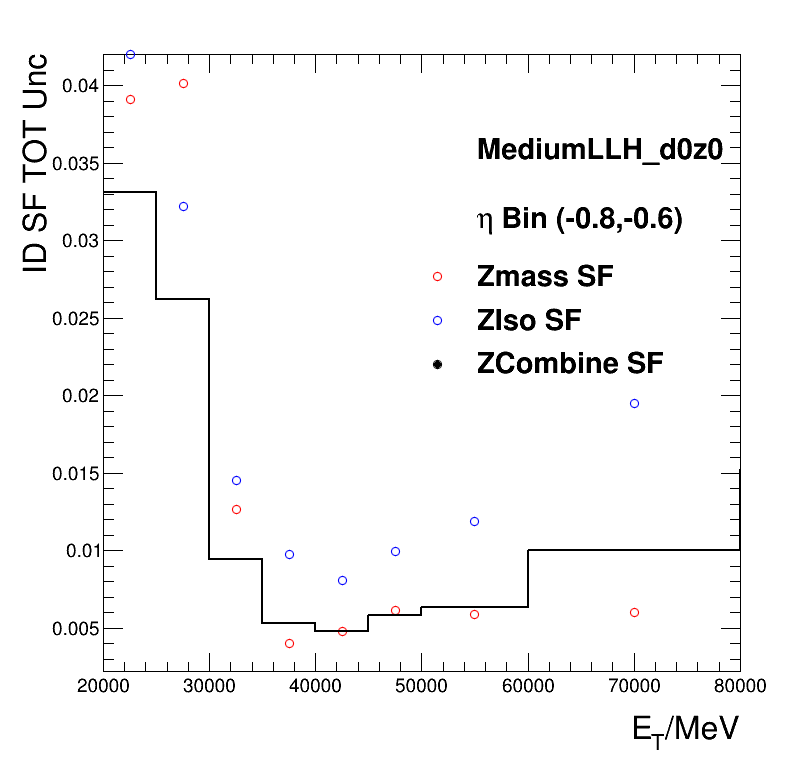 ID SF TOT Unc
0.04
0.035
0.03
0.025
0.02
0.015
0.01
0.005
MediumLLH_d0z0
η Bin (-0.8,-0.6)
Zmass SF
ZIso SF
ZCombine SF
20000 30000 40000 50000 60000 70000 80000
E_T/MeV